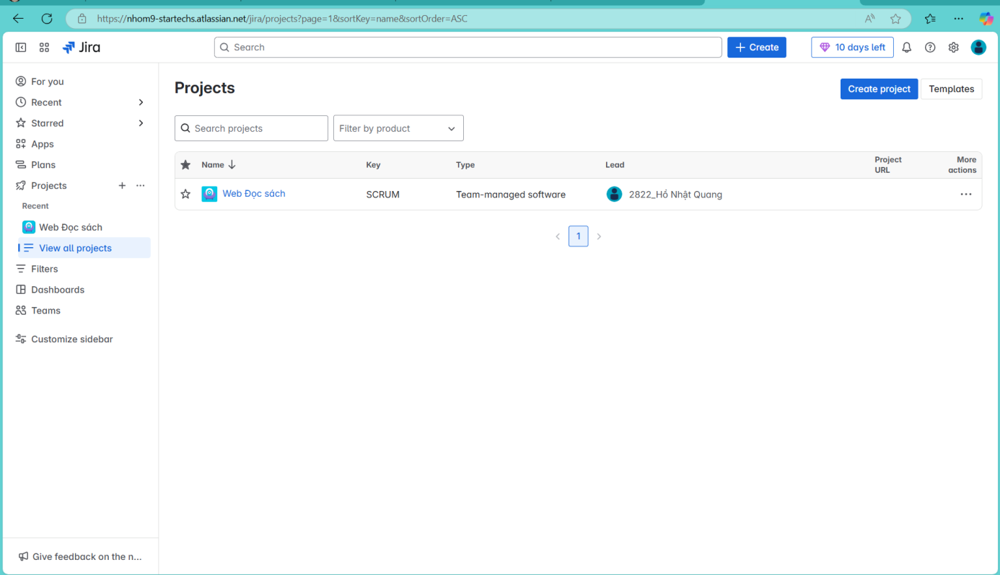 https://nhom9-startechs.atlassian.net/jira/projects?page=1&sortKey=name&sortOrder=ASC
Jira
Search
+ Create
10 days left
For you
Recent
Starred
Apps
Plans
Projects
Recent
Web Đọc sách
View all projects
Filters
Dashboards
Teams
Customize sidebar
Give feedback on the n...
Projects
Create project
Templates
Search projects
Filter by product
Name Key Type Lead Project URL More actions
Web Đọc sách SCRUM Team-managed software 2822_Hồ Nhật Quang
1